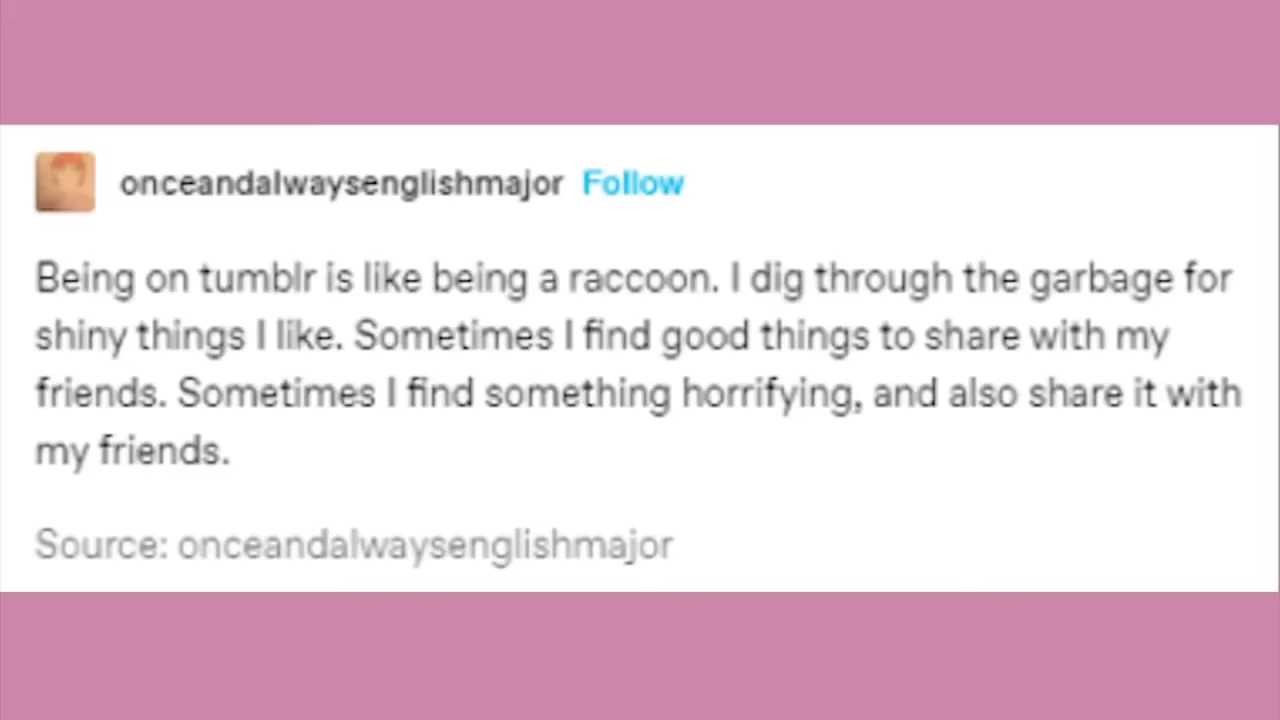 onceandalwaysenglishmajor Follow
Being on tumblr is like being a raccoon. I dig through the garbage for
shiny things I like. Sometimes I find good things to share with my
friends. Sometimes I find something horrifying, and also share it with
my friends.
Source: onceandalwaysenglishmajor